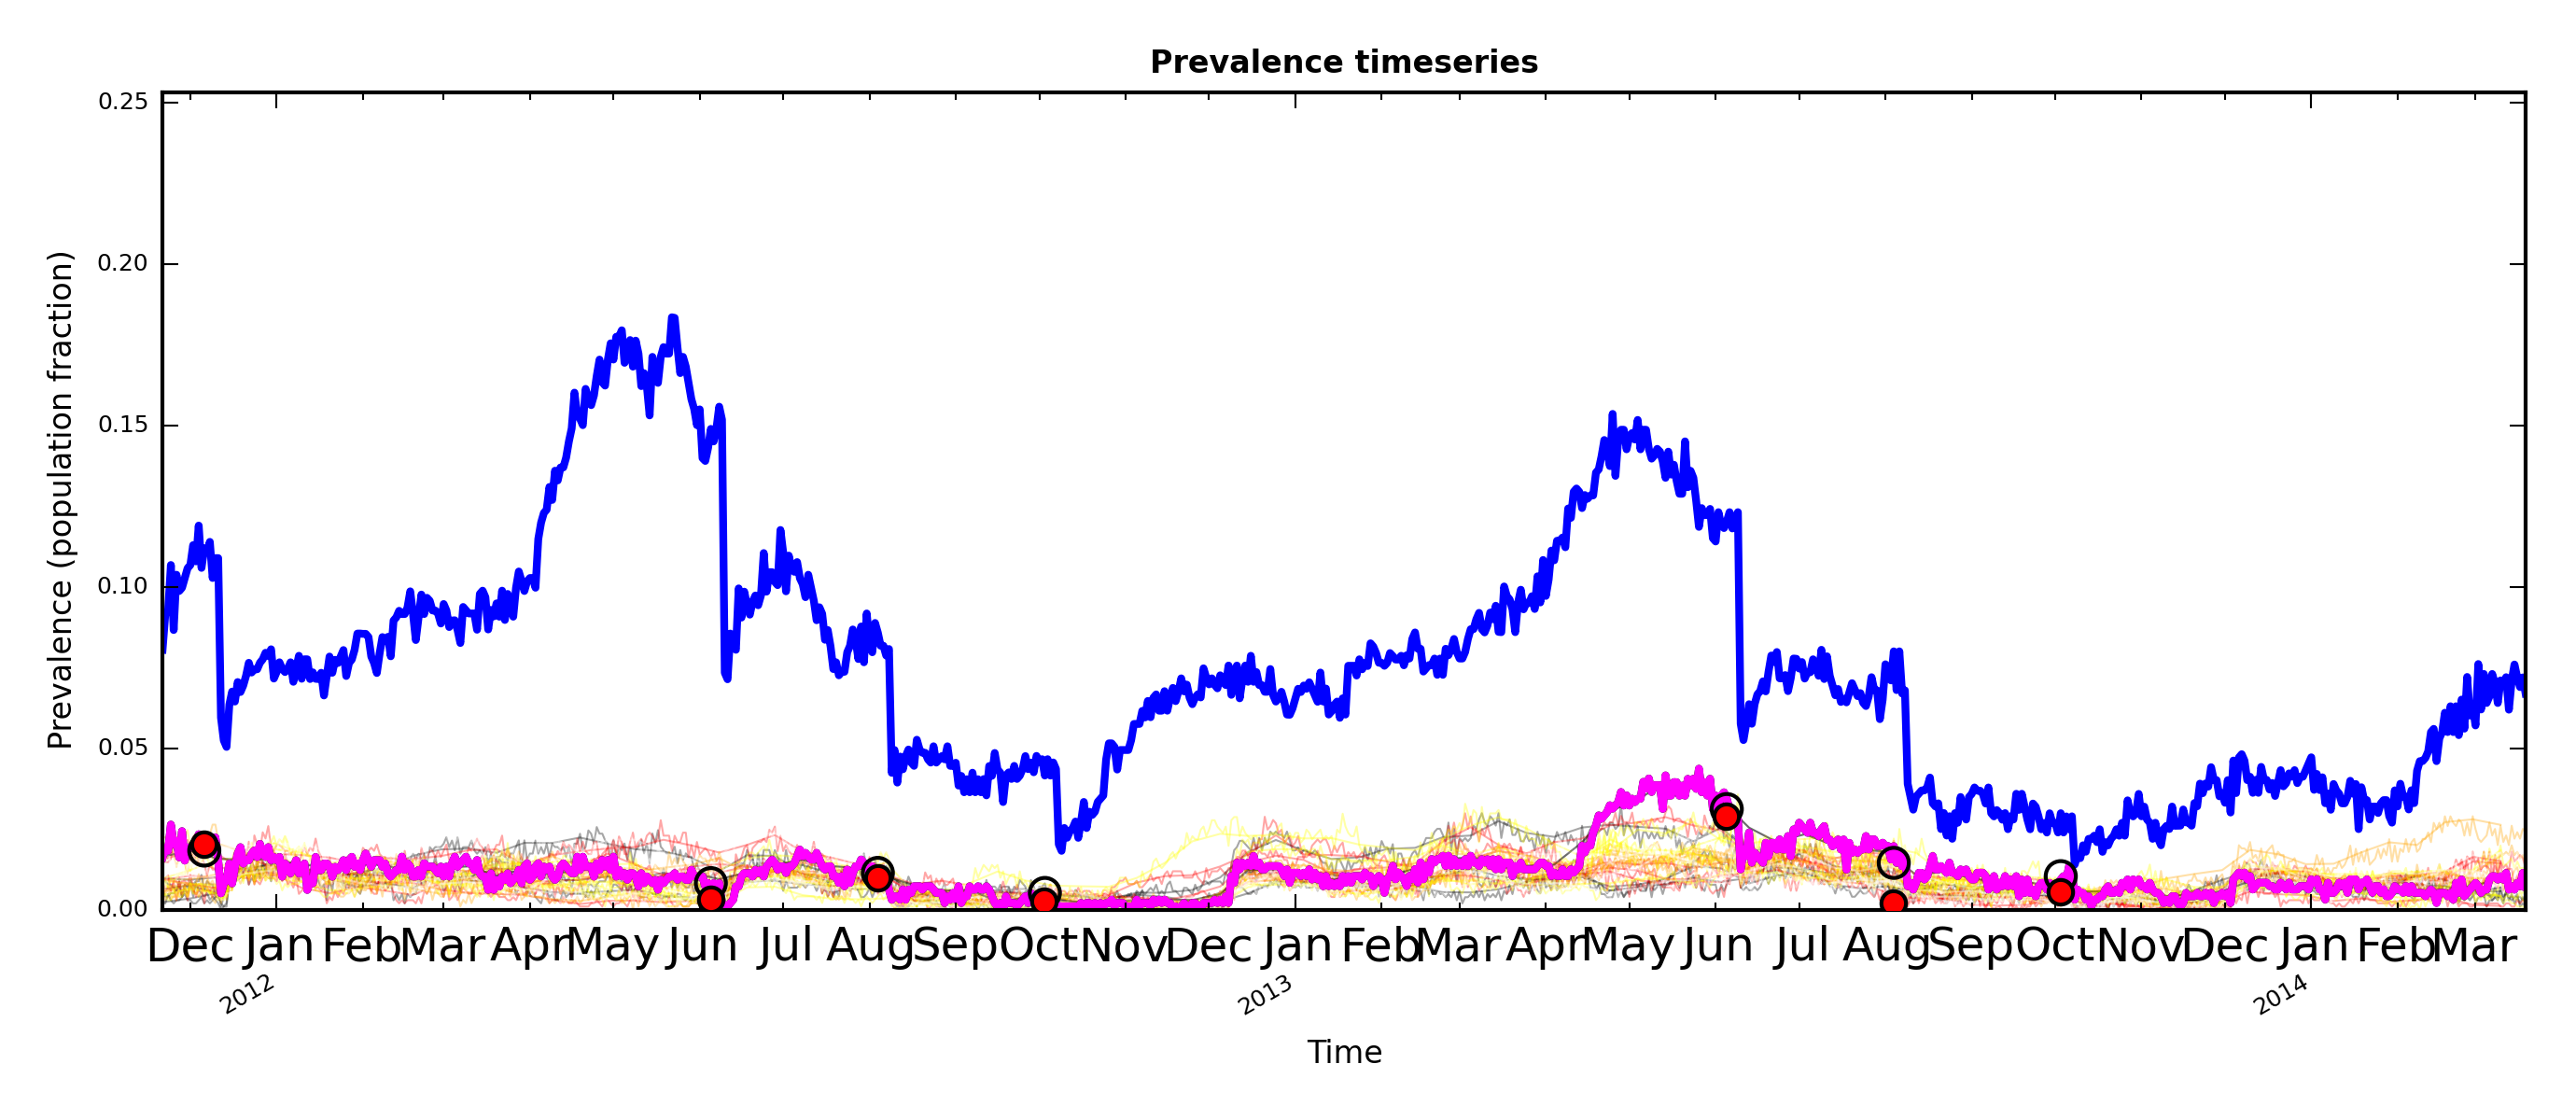 Prevalence timeseries
0.25
0.20
0.15
0.10
0.05
0.00
Prevalence (population fraction)
Dec Jan Feb Mar Apr May Jun Jul Aug Sep Oct Nov Dec Jan Feb Mar Apr May Jun Jul Aug Sep Oct Nov Dec Jan Feb Mar
2012 2013 2014
Time